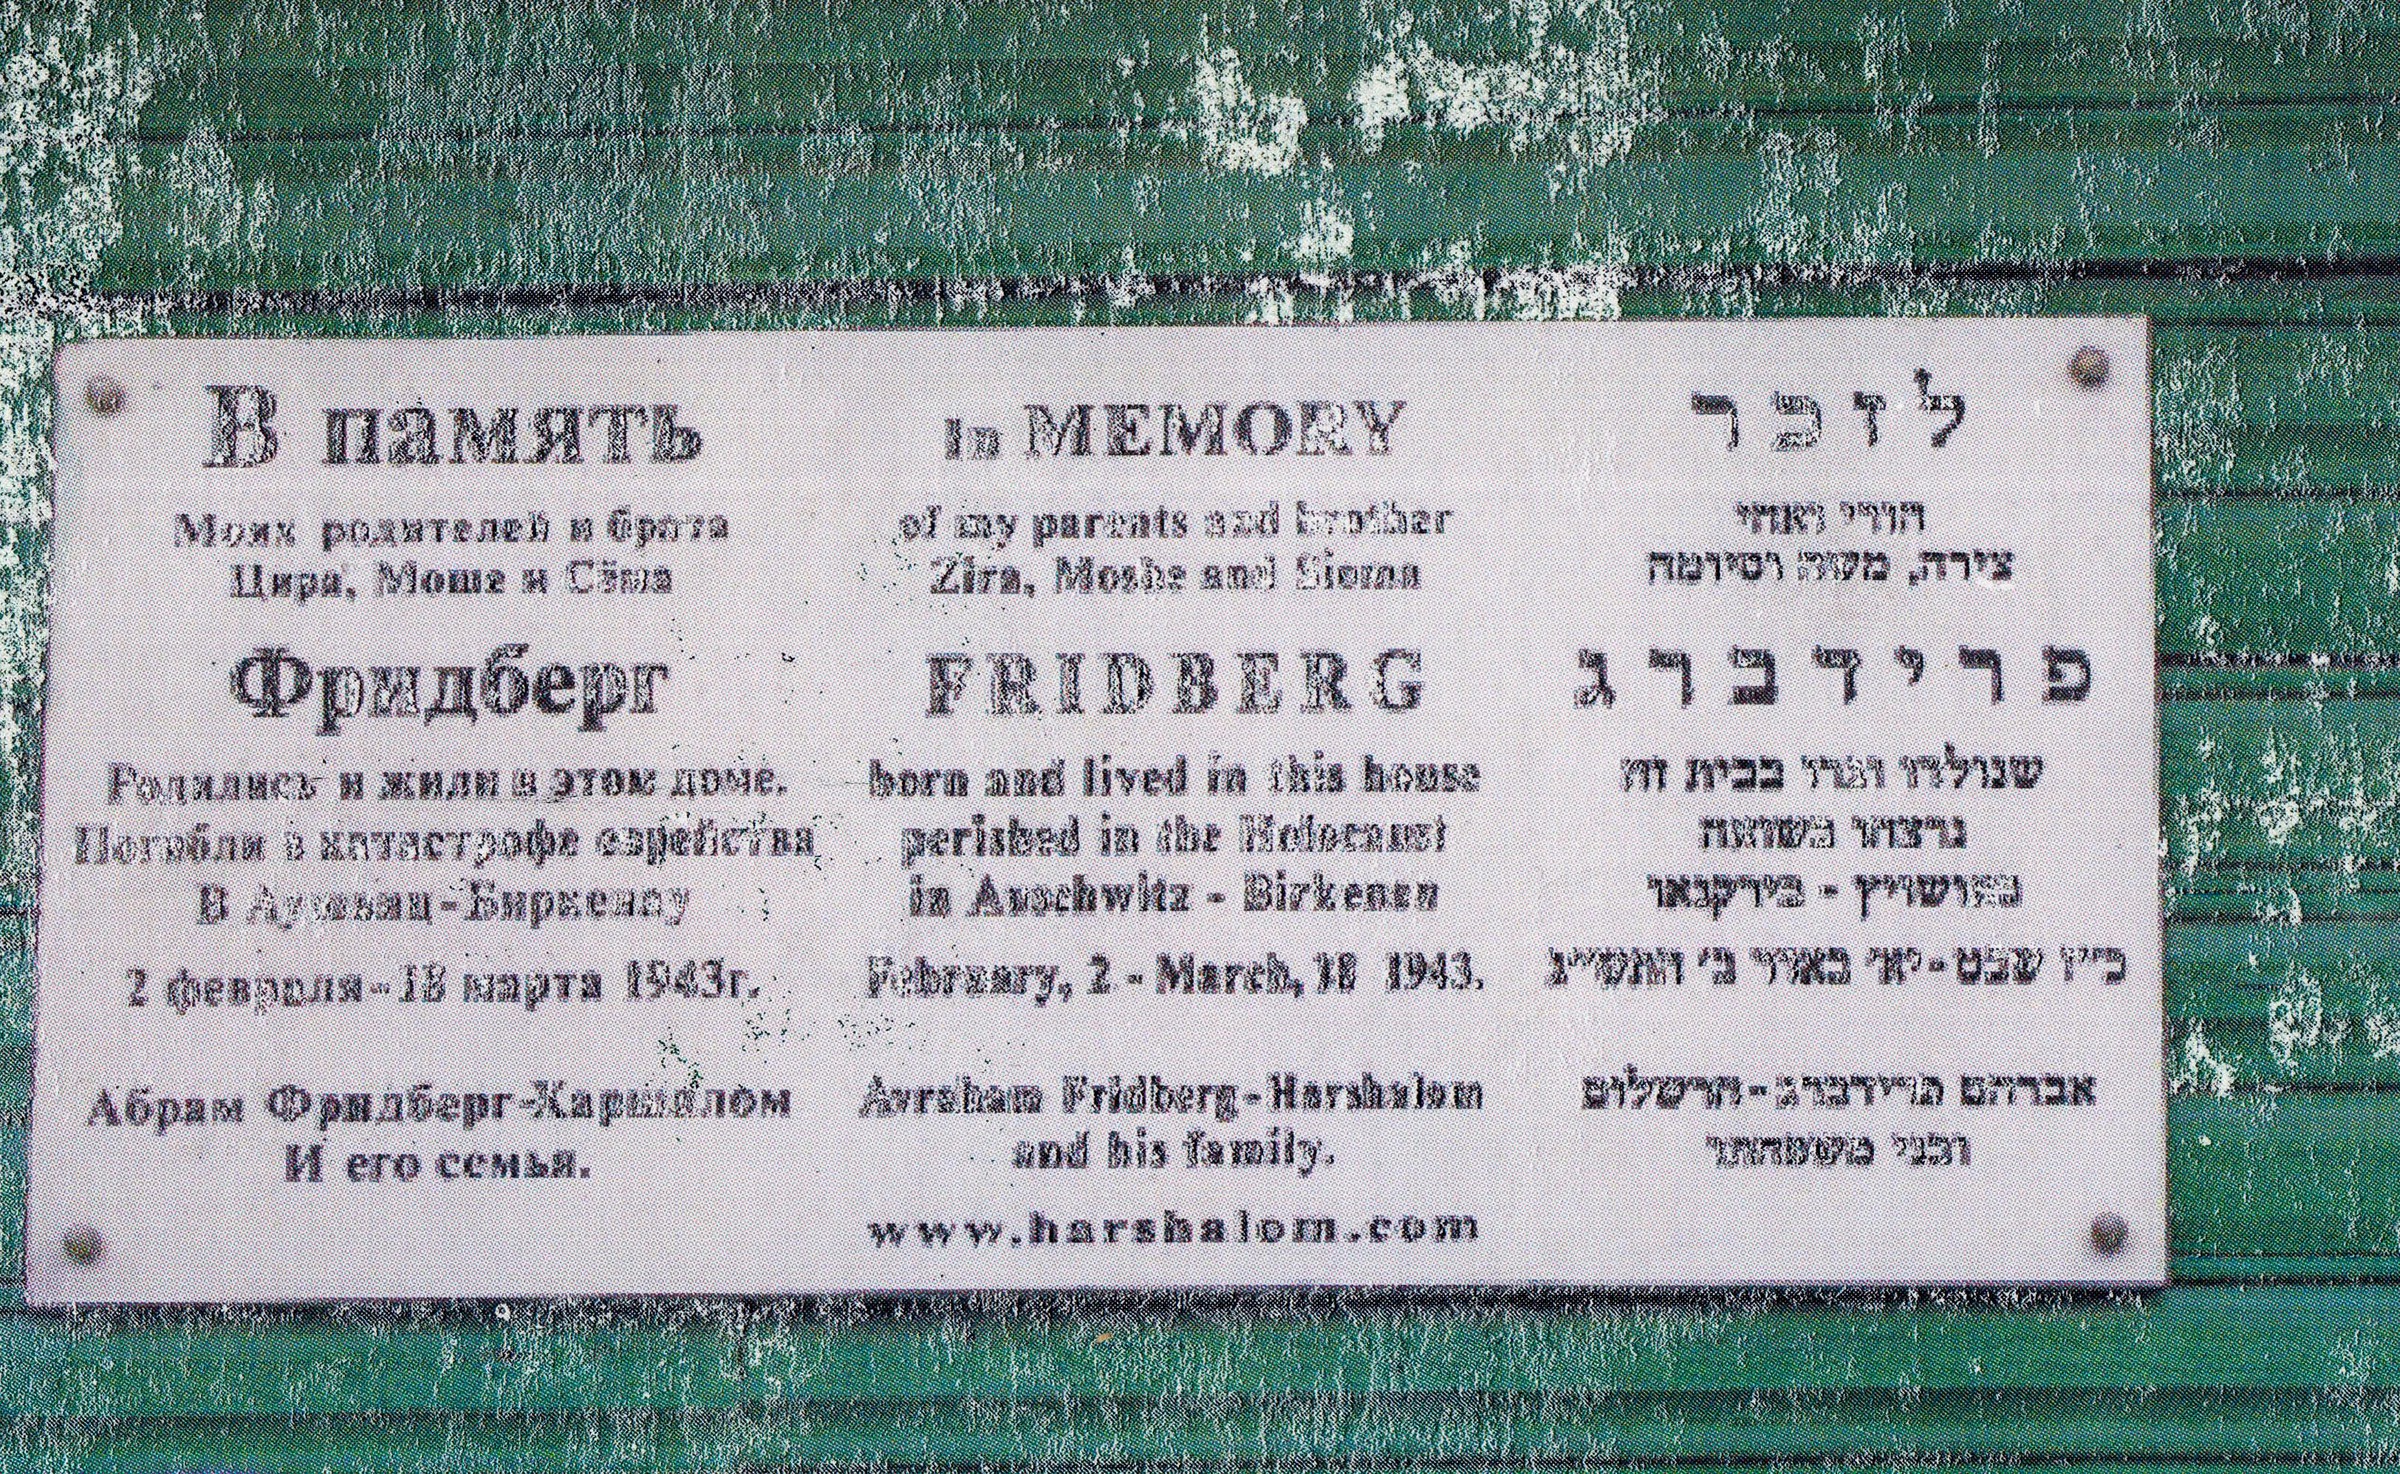 В память
Моих родителей и брата
Цира, Моше и Сёма
Фридберг
Родились и жили в этом доме.
Погибли в катастрофе еврейства
В Аушвиц-Биркенау
2 февраля-18 марта 1943г.
Абрам Фридберг-Харшалом
И его семья.
In MEMORY
of my parents and brother
Zira, Moshe and Sioma
FRIDBERG
born and lived in this house
perished in the Holocaust
in Auschwitz - Birkenau
February, 2 - March, 18 1943.
Avraham Fridberg-Harshalom
and his family.
www.harshalom.com
לזכר
הורי ואחי
צירה, משה וסיומה
פרידברג
שנולדו וגרו בבית זה
נרצחו בשואה
באושויץ - בירקנאו
כ״ז שבט - י״א באדר ב׳ התש״ג
אברהם פרידברג-הרשלום
ובני משפחתו